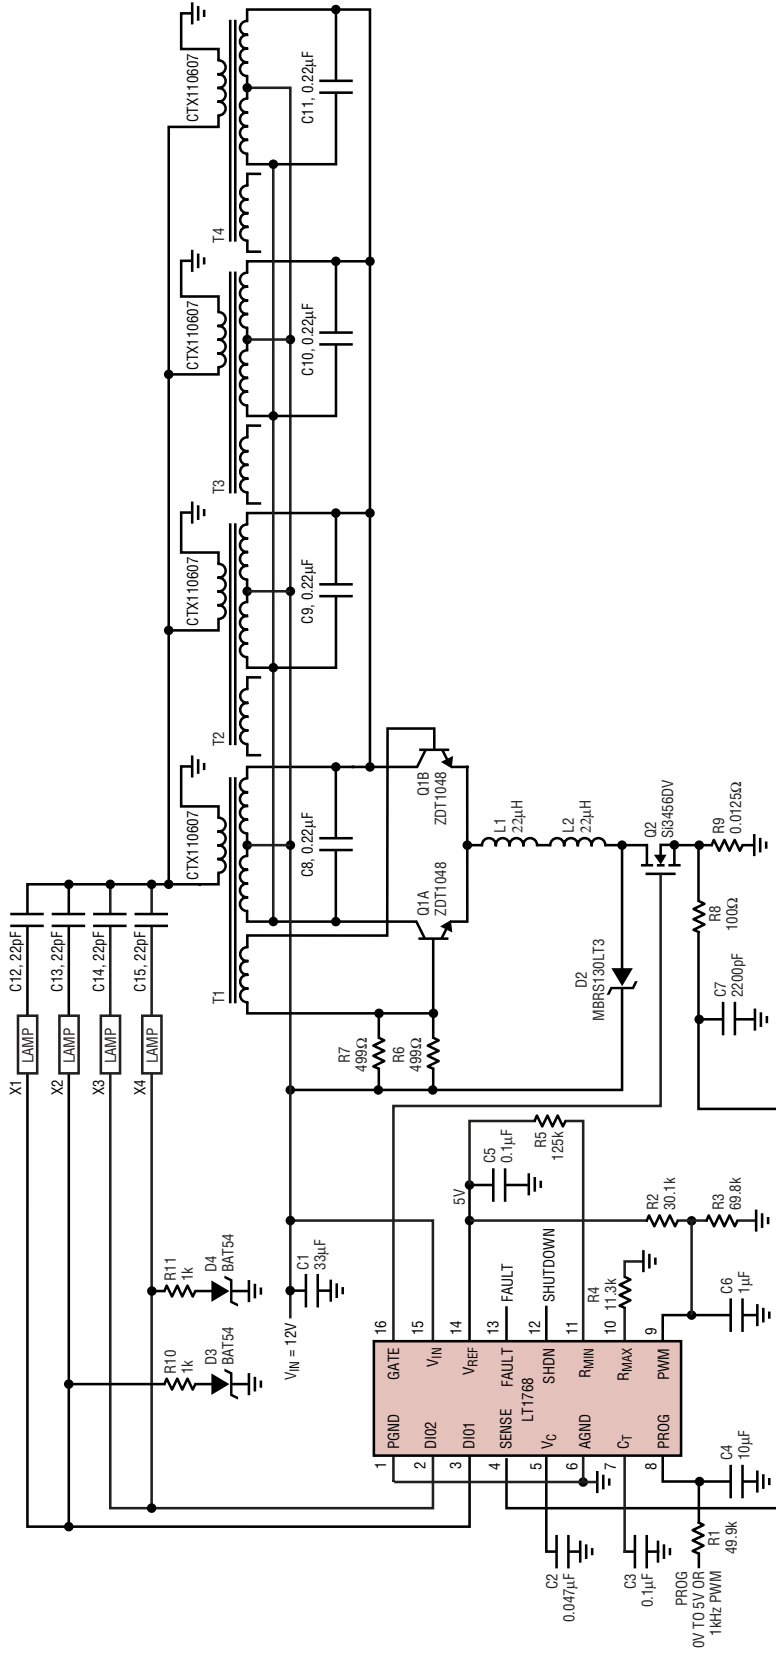 X1
LAMP
C12, 22pF
X2
LAMP
C13, 22pF
X3
LAMP
C14, 22pF
X4
LAMP
C15, 22pF
CTX110607
CTX110607
CTX110607
CTX110607
T1
T2
T3
T4
C8, 0.22µF
C9, 0.22µF
C10, 0.22µF
C11, 0.22µF
R10
1k
D3
BAT54
R11
1k
D4
BAT54
VIN = 12V
C1
33µF
R7
499Ω
R6
499Ω
Q1A
ZDT1048
Q1B
ZDT1048
L1
22µH
L2
22µH
D2
MBRS130LT3
Q2
Si3456DV
R9
0.0125Ω
R8
100Ω
C7
2200pF
5V
C5
0.1µF
R5
125k
R2
30.1k
R3
69.8k
R4
11.3k
C6
1µF
FAULT
SHUTDOWN
LT1768
1
PGND
GATE
16
2
DIO2
VIN
15
3
DIO1
VREF
14
4
SENSE
FAULT
13
5
VC
SHDN
12
6
AGND
RMIN
11
7
CT
RMAX
10
8
PROG
PWM
9
C2
0.047µF
C3
0.1µF
C4
10µF
R1
49.9k
PROG
0V TO 5V OR
1kHz PWM